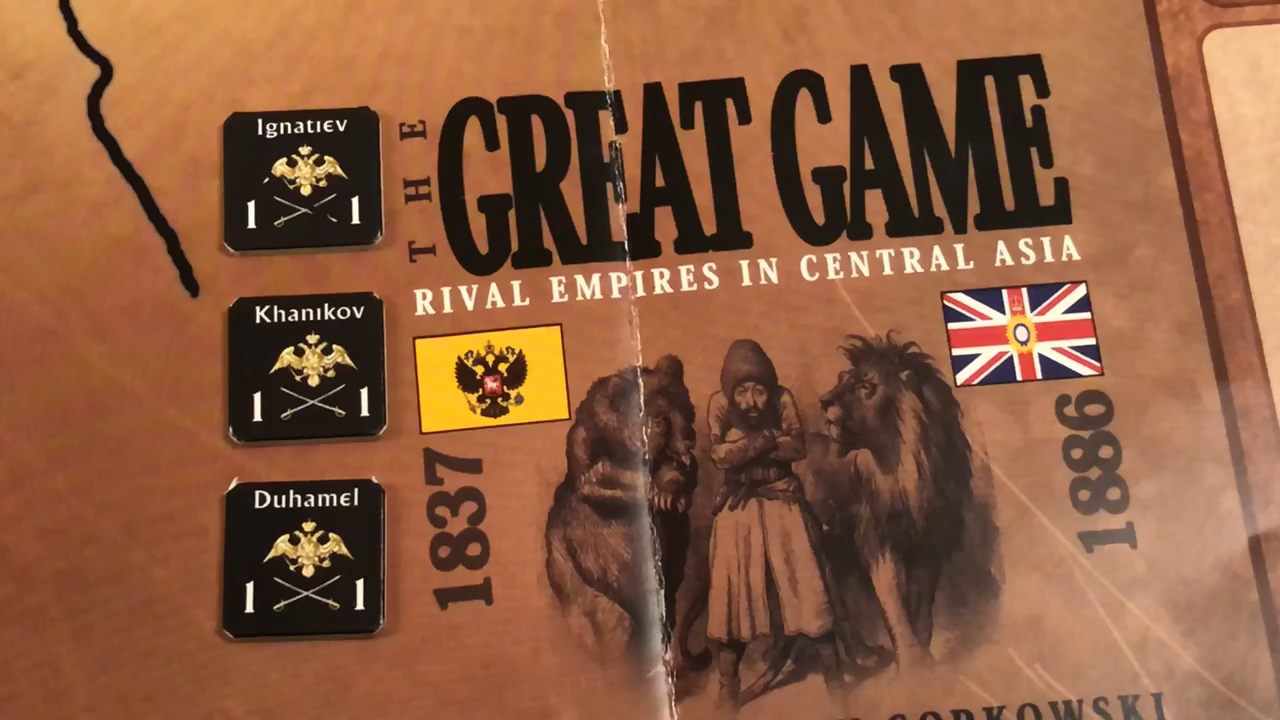 Ignatiev
1 1
Khanikov
1 1
Duhamel
1 1
THE
GREAT GAME
RIVAL EMPIRES IN CENTRAL ASIA
1837
1886
GORKOWSKI